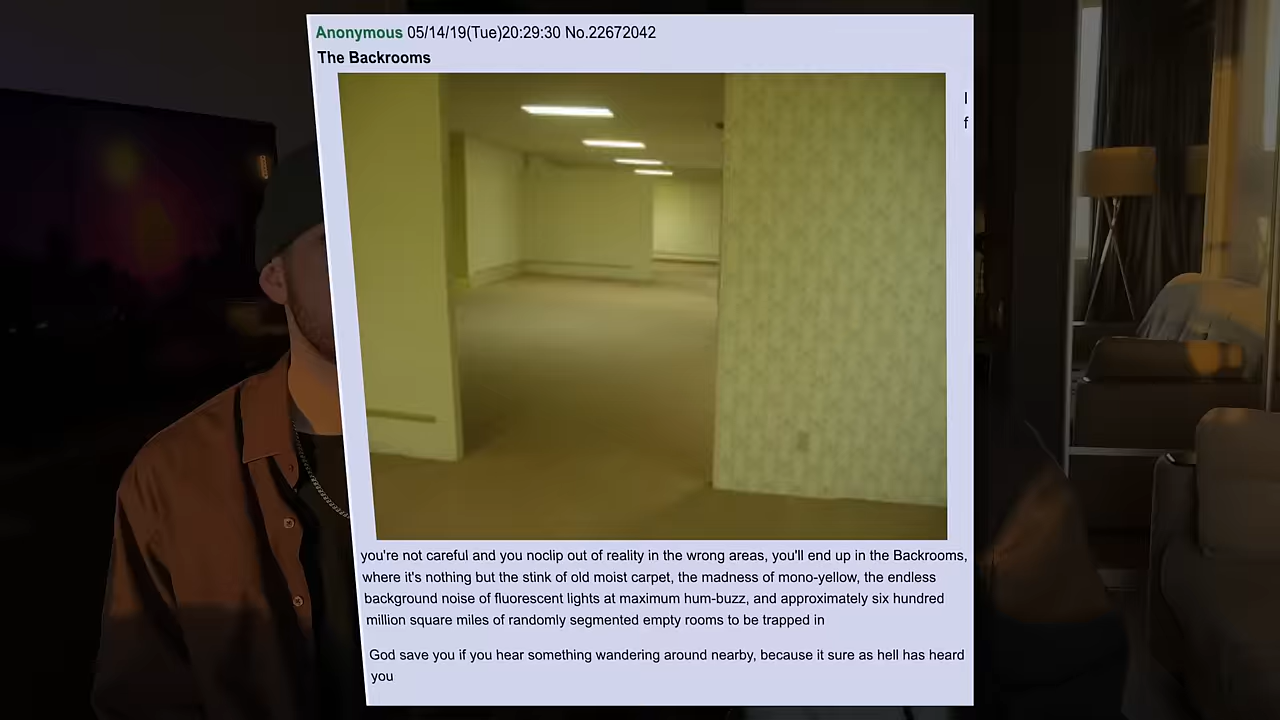 Anonymous 05/14/19(Tue)20:29:30 No.22672042
The Backrooms
I
f
you're not careful and you noclip out of reality in the wrong areas, you'll end up in the Backrooms,
where it's nothing but the stink of old moist carpet, the madness of mono-yellow, the endless
background noise of fluorescent lights at maximum hum-buzz, and approximately six hundred
million square miles of randomly segmented empty rooms to be trapped in
God save you if you hear something wandering around nearby, because it sure as hell has heard
you